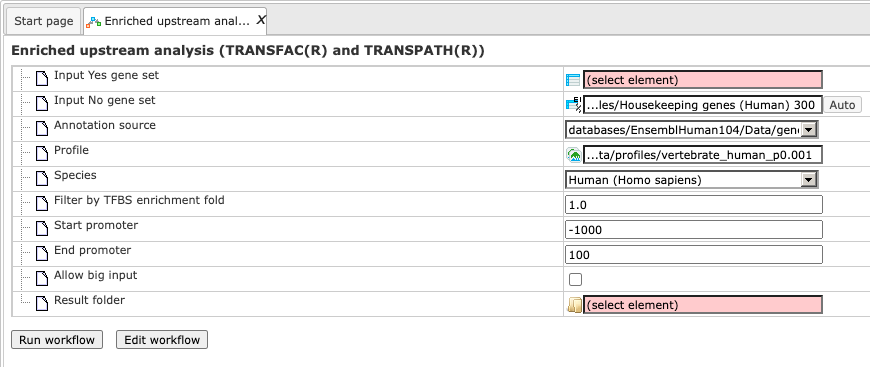 Start page
Enriched upstream anal... X
Enriched upstream analysis (TRANSFAC(R) and TRANSPATH(R))
Input Yes gene set (select element)
Input No gene set ...les/Housekeeping genes (Human) 300 Auto
Annotation source databases/EnsemblHuman104/Data/gene
Profile ...ta/profiles/vertebrate_human_p0.001
Species Human (Homo sapiens)
Filter by TFBS enrichment fold 1.0
Start promoter -1000
End promoter 100
Allow big input
Result folder (select element)
Run workflow Edit workflow